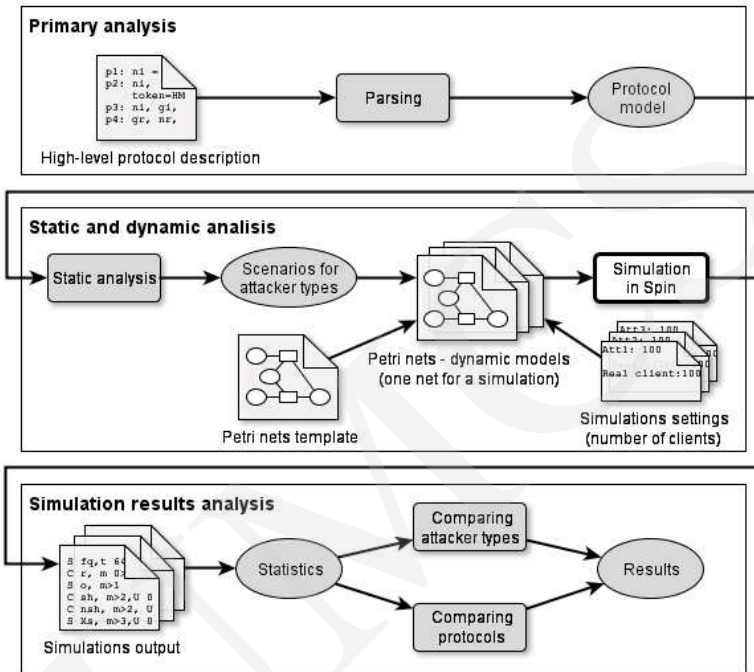 Primary analysis
p1: ni =
p2: ni,
token=HM
p3: ni, gi,
p4: gr, nr,
High-level protocol description
Parsing
Protocol
model
Static and dynamic analisis
Static analysis
Scenarios for
attacker types
Petri nets - dynamic models
(one net for a simulation)
Simulation
in Spin
Petri nets template
Att3: 100
Att1: 100
Real client:100
Simulations settings
(number of clients)
Simulation results analysis
S fq,t 64
C r, m 0>
S o, m>1
C sh, m>2,U 0
C nsh, m>2, U
S Xs, m>3,U 0
Simulations output
Statistics
Comparing
attacker types
Comparing
protocols
Results